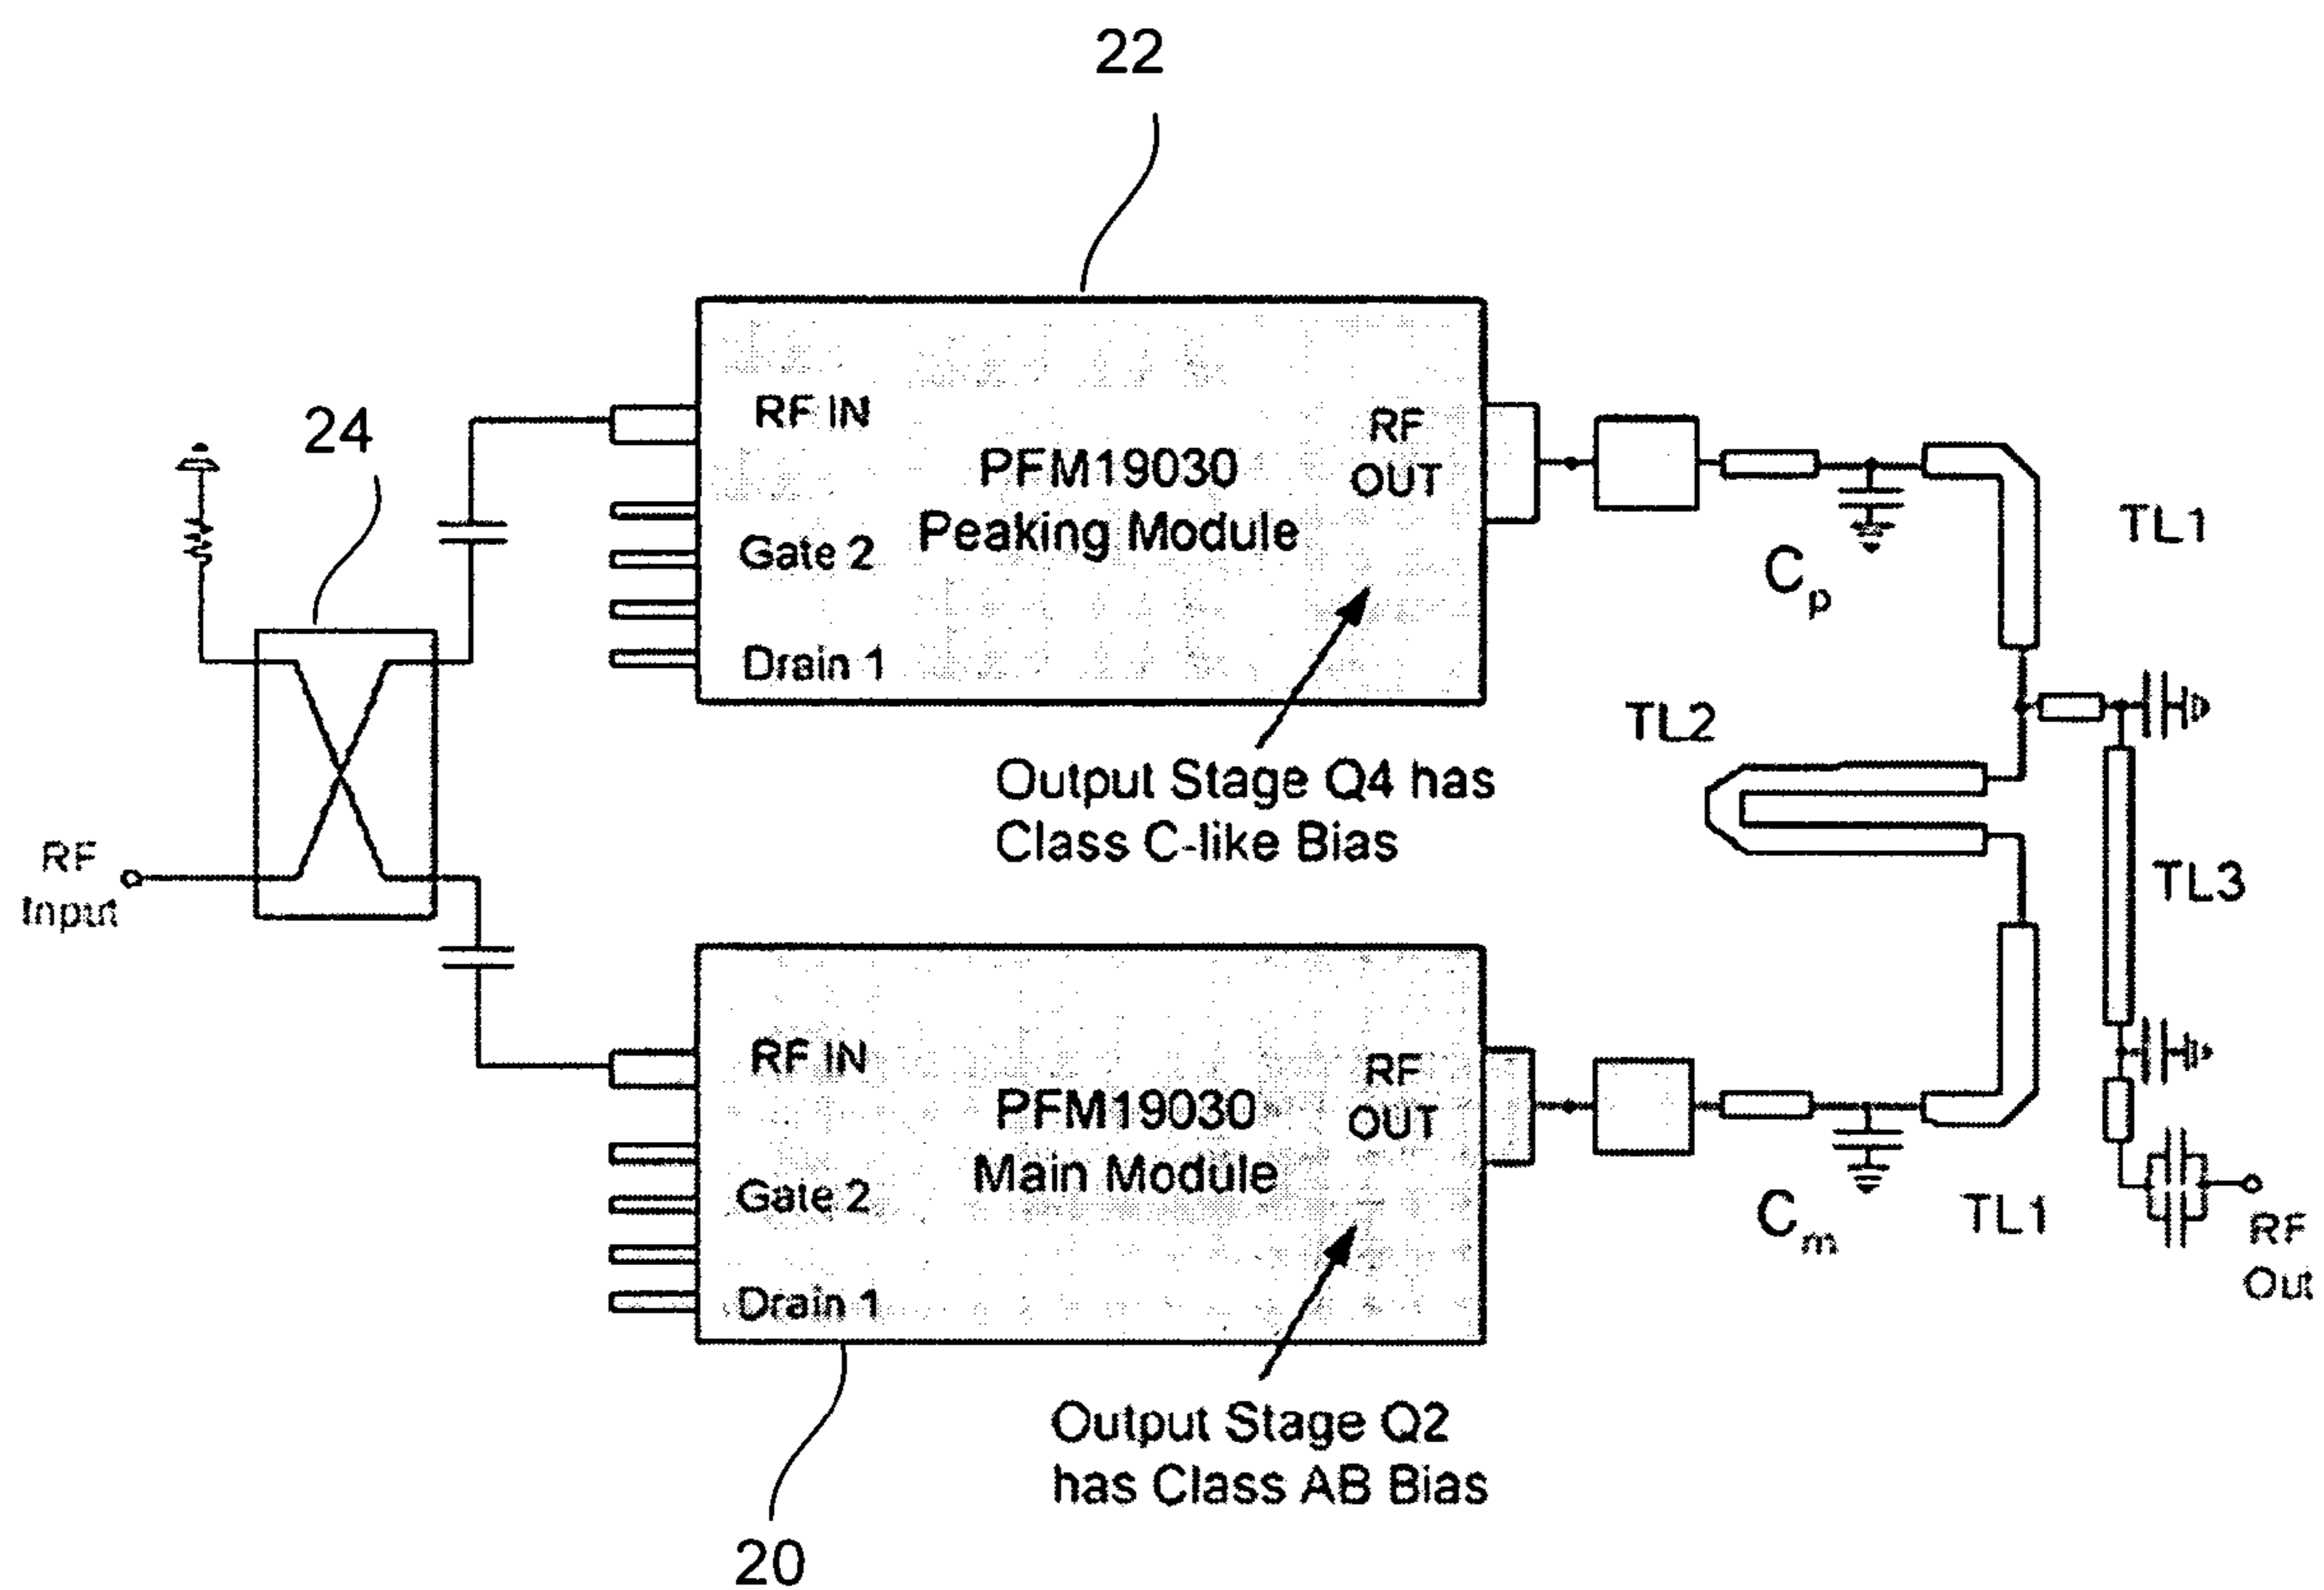 22
24
RF IN
RF
OUT
PFM19030
Peaking Module
Gate 2
Drain 1
Cp
TL1
TL2
Output Stage Q4 has
Class C-like Bias
RF
Input
TL3
RF IN
RF
OUT
PFM19030
Main Module
Gate 2
Drain 1
Cm
TL1
RF
Out
Output Stage Q2
has Class AB Bias
20